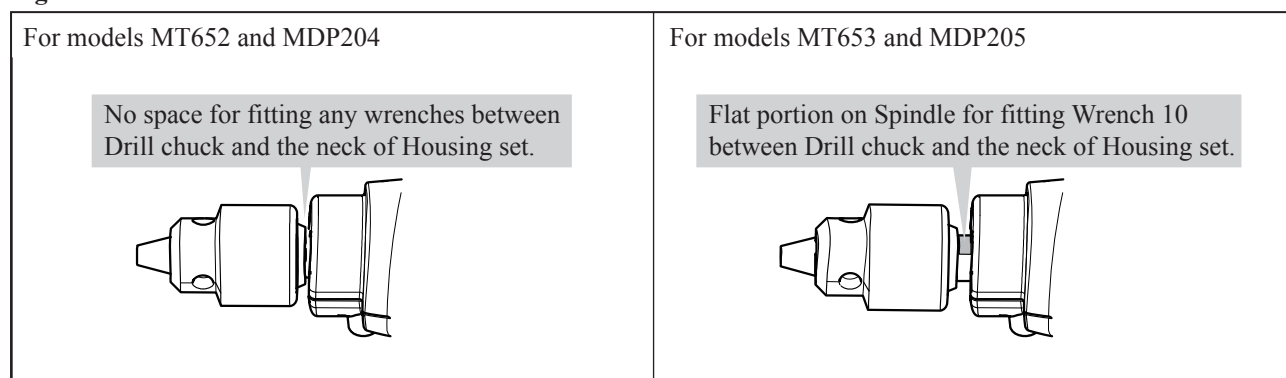 For models MT652 and MDP204
No space for fitting any wrenches between
Drill chuck and the neck of Housing set.
For models MT653 and MDP205
Flat portion on Spindle for fitting Wrench 10
between Drill chuck and the neck of Housing set.